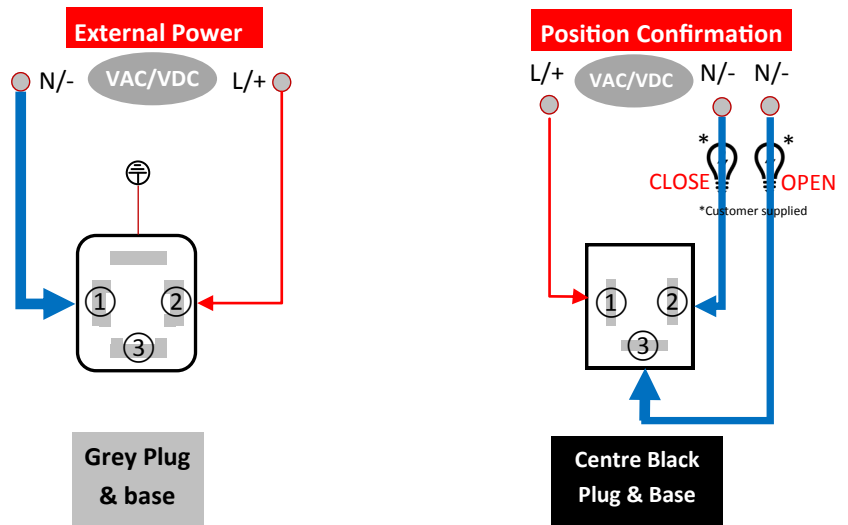 External Power
N/-
VAC/VDC
L/+
1
2
3
Grey Plug
& base
Position Confirmation
L/+
VAC/VDC
N/-
N/-
*
*
CLOSE
OPEN
*Customer supplied
1
2
3
Centre Black
Plug & Base